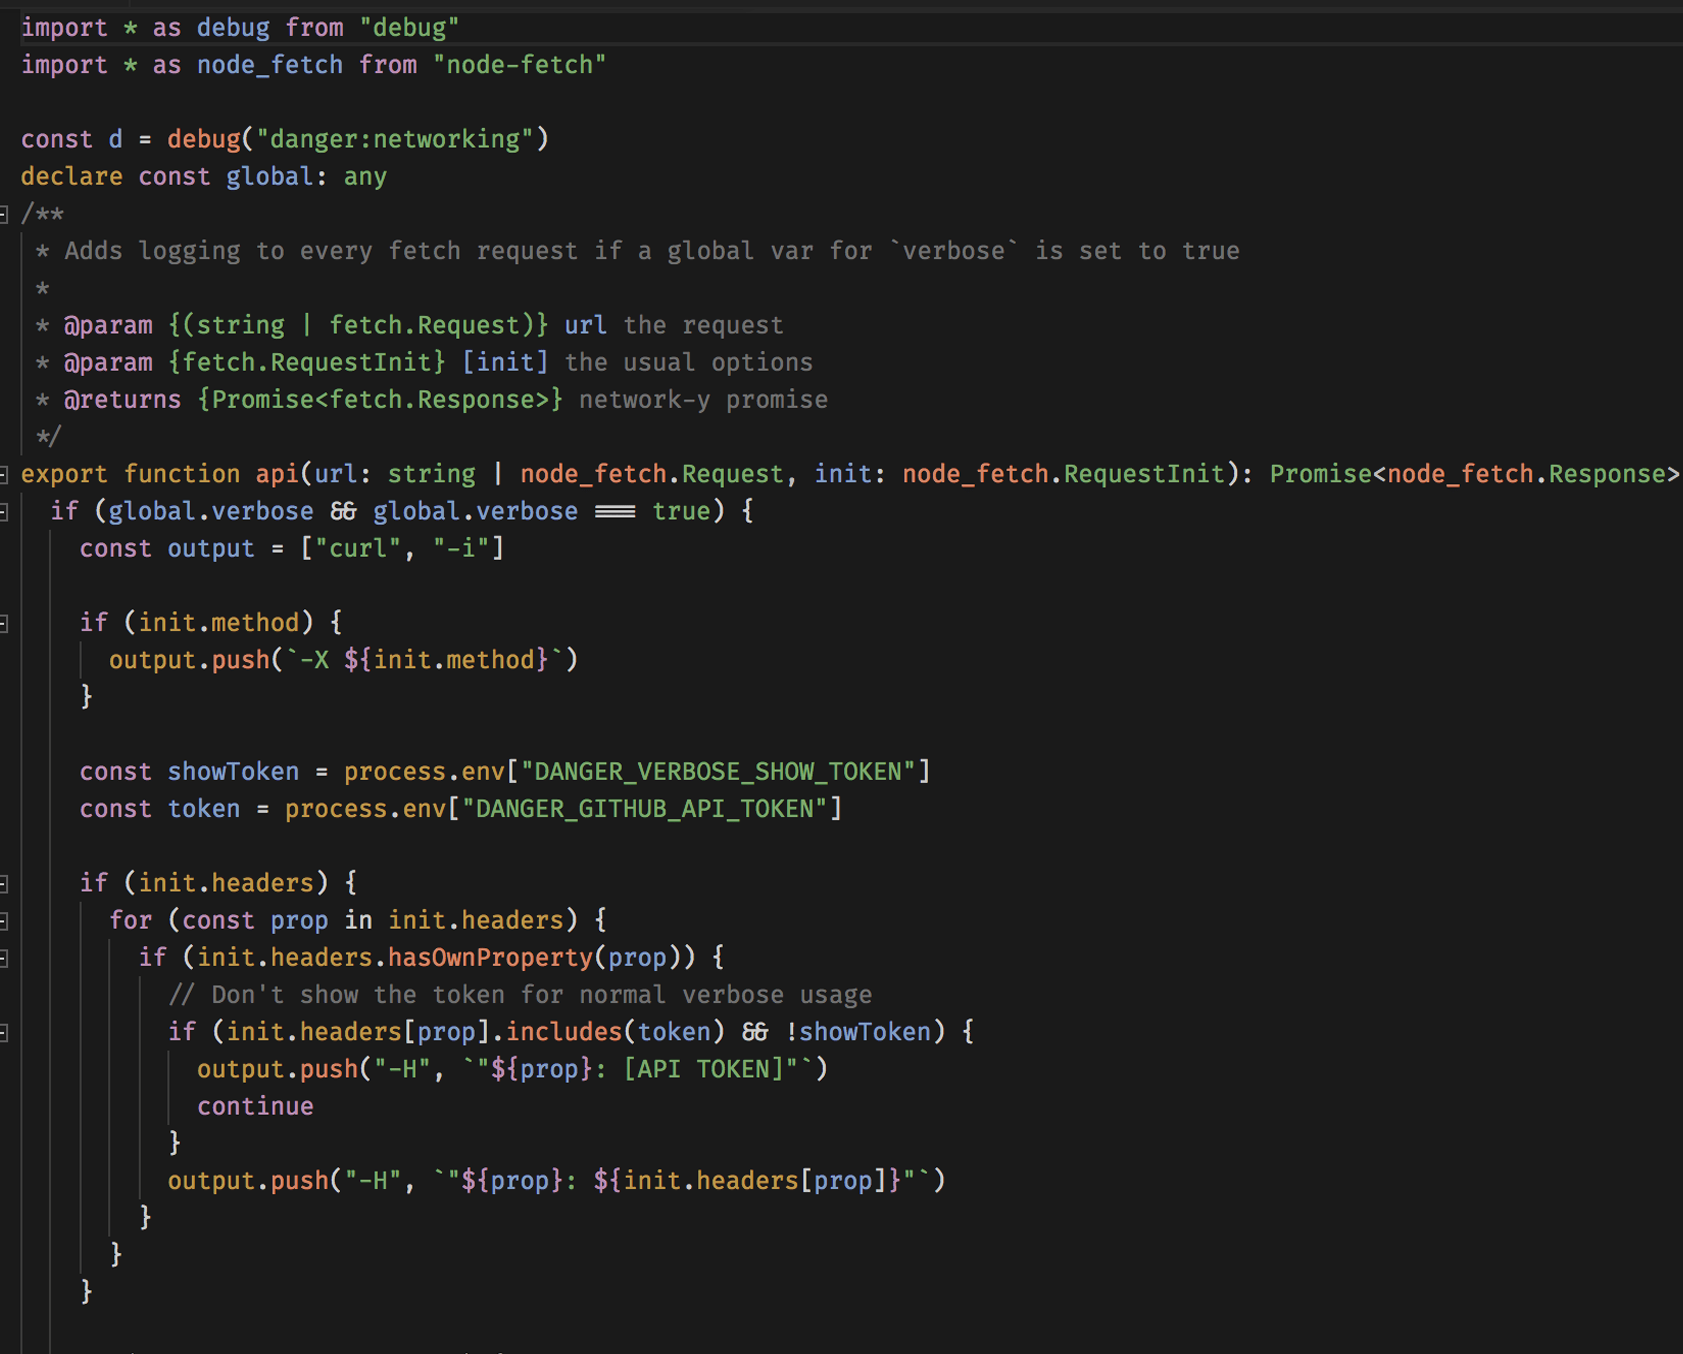 import * as debug from "debug"
import * as node_fetch from "node-fetch"
const d = debug("danger:networking")
declare const global: any
/**
* Adds logging to every fetch request if a global var for `verbose` is set to true
*
* @param {(string | fetch.Request)} url the request
* @param {fetch.RequestInit} [init] the usual options
* @returns {Promise<fetch.Response>} network-y promise
*/
export function api(url: string | node_fetch.Request, init: node_fetch.RequestInit): Promise<node_fetch.Response>
if (global.verbose && global.verbose === true) {
const output = ["curl", "-i"]
if (init.method) {
output.push(`-X ${init.method}`)
}
const showToken = process.env["DANGER_VERBOSE_SHOW_TOKEN"]
const token = process.env["DANGER_GITHUB_API_TOKEN"]
if (init.headers) {
for (const prop in init.headers) {
if (init.headers.hasOwnProperty(prop)) {
// Don't show the token for normal verbose usage
if (init.headers[prop].includes(token) && !showToken) {
output.push("-H", `"${prop}: [API TOKEN]"`)
continue
}
output.push("-H", `"${prop}: ${init.headers[prop]}"`)
}
}
}